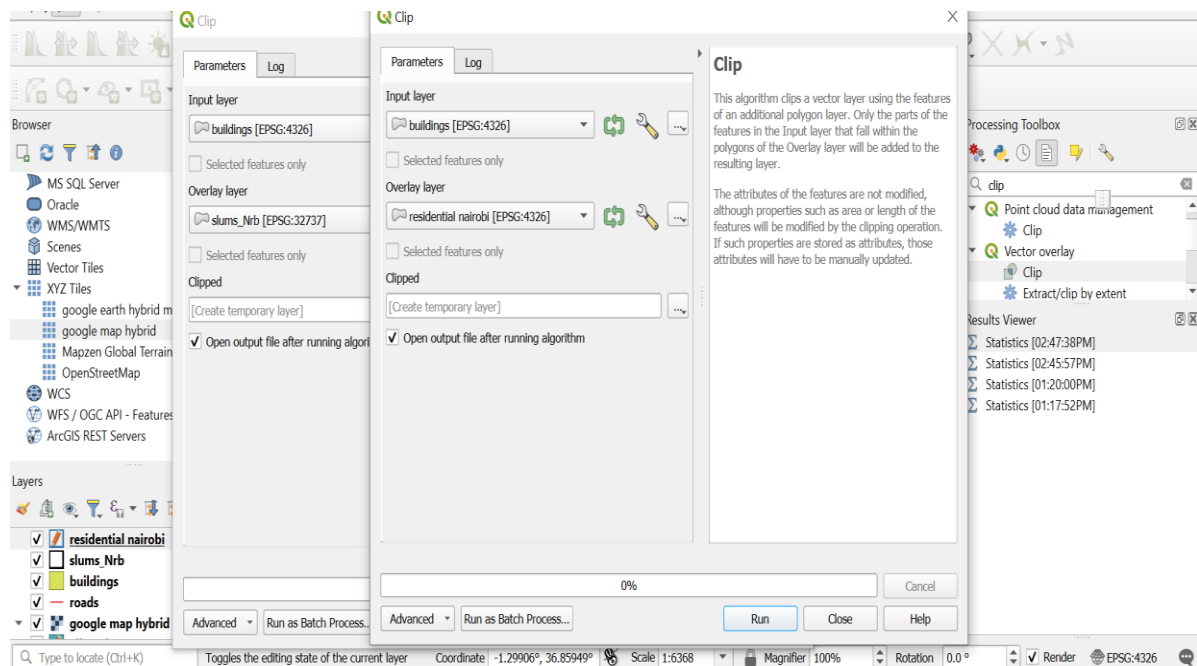 Clip
Clip
X
Parameters
Log
Input layer
buildings [EPSG:4326]
Selected features only
Overlay layer
slums_Nrb [EPSG:32737]
Selected features only
Clipped
[Create temporary layer]
Open output file after running algori
Advanced
Run as Batch Process..
Parameters
Log
Input layer
buildings [EPSG:4326]
Selected features only
Overlay layer
residential nairobi [EPSG:4326]
Selected features only
Clipped
[Create temporary layer]
Open output file after running algorithm
0%
Cancel
Advanced
Run as Batch Process...
Run
Close
Help
Clip
This algorithm clips a vector layer using the features
of an additional polygon layer. Only the parts of the
features in the Input layer that fall within the
polygons of the Overlay layer will be added to the
resulting layer.
The attributes of the features are not modified,
although properties such as area or length of the
features will be modified by the clipping operation.
If such properties are stored as attributes, those
attributes will have to be manually updated.
Browser
MS SQL Server
Oracle
WMS/WMTS
Scenes
Vector Tiles
XYZ Tiles
google earth hybrid m
google map hybrid
Mapzen Global Terrain
OpenStreetMap
WCS
WFS / OGC API - Features
ArcGIS REST Servers
Layers
residential nairobi
slums_Nrb
buildings
roads
google map hybrid
Processing Toolbox
clip
Point cloud data management
Clip
Vector overlay
Clip
Extract/clip by extent
Results Viewer
Statistics [02:47:38PM]
Statistics [02:45:57PM]
Statistics [01:20:00PM]
Statistics [01:17:52PM]
Type to locate (Ctrl+K)
Toggles the editing state of the current layer
Coordinate -1.29906°, 36.85949°
Scale 1:6368
Magnifier 100%
Rotation 0.0 °
Render
EPSG:4326